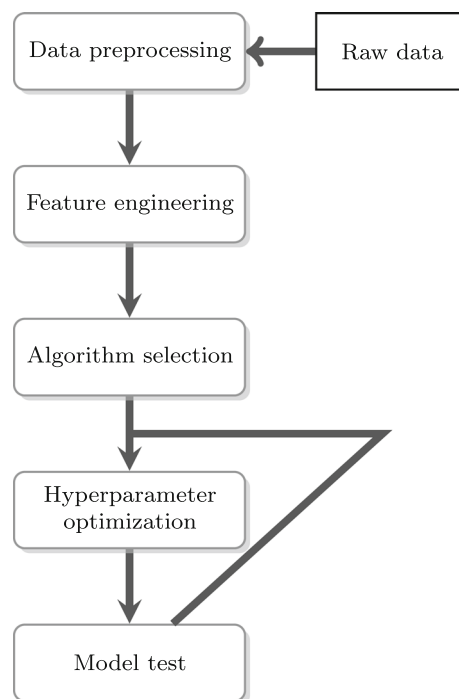 Data preprocessing
Raw data
Feature engineering
Algorithm selection
Hyperparameter
optimization
Model test